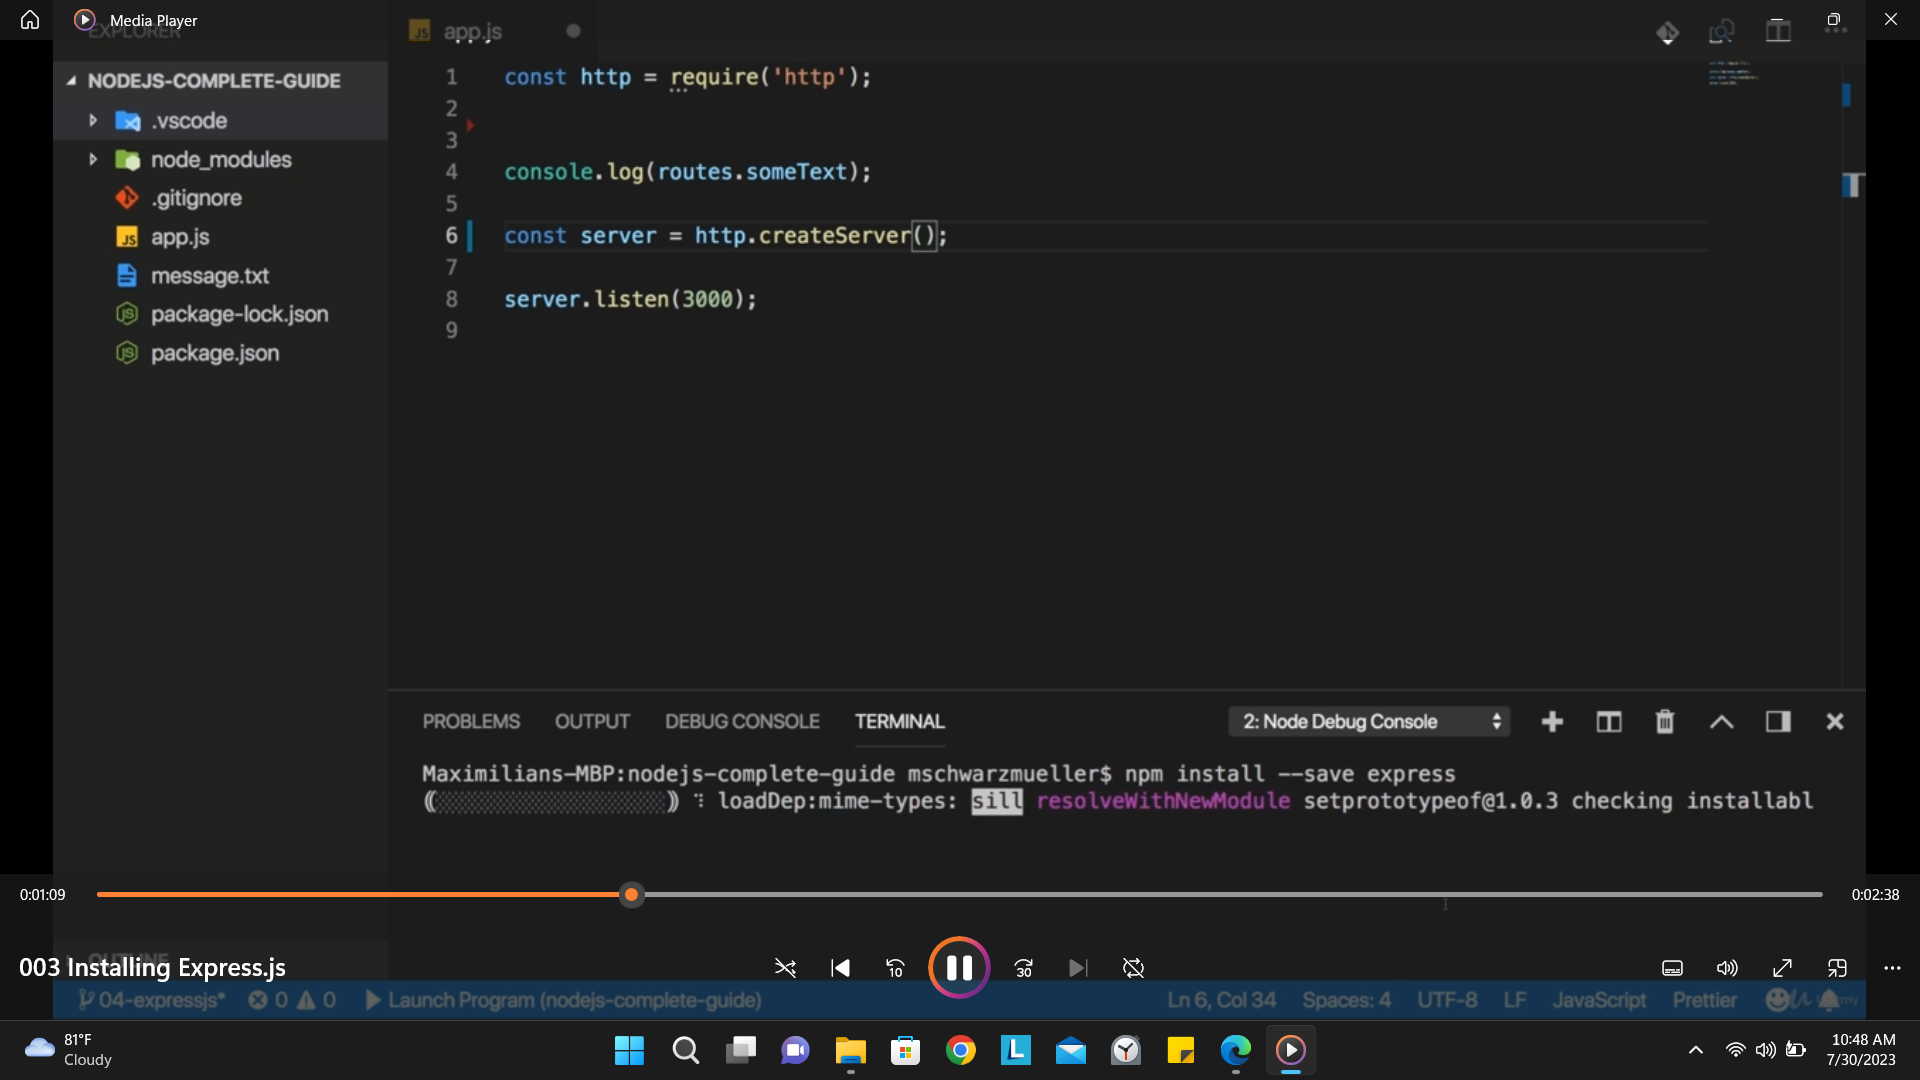 Media Player
EXPLORER
app.js
NODEJS-COMPLETE-GUIDE
.vscode
node_modules
.gitignore
app.js
message.txt
package-lock.json
package.json
1 const http = require('http');
2
3
4 console.log(routes.someText);
5
6 const server = http.createServer();
7
8 server.listen(3000);
9
PROBLEMS OUTPUT DEBUG CONSOLE TERMINAL 2: Node Debug Console
Maximilians-MBP:nodejs-complete-guide mschwarzmueller$ npm install --save express
loadDep:mime-types: sill resolveWithNewModule setprototypeof@1.0.3 checking installabl
0:01:09 0:02:38
OUTLINE
003 Installing Express.js
10 30
04-expressjs* 0 0 Launch Program (nodejs-complete-guide) Ln 6, Col 34 Spaces: 4 UTF-8 LF JavaScript Prettier
81°F
Cloudy
10:48 AM
7/30/2023